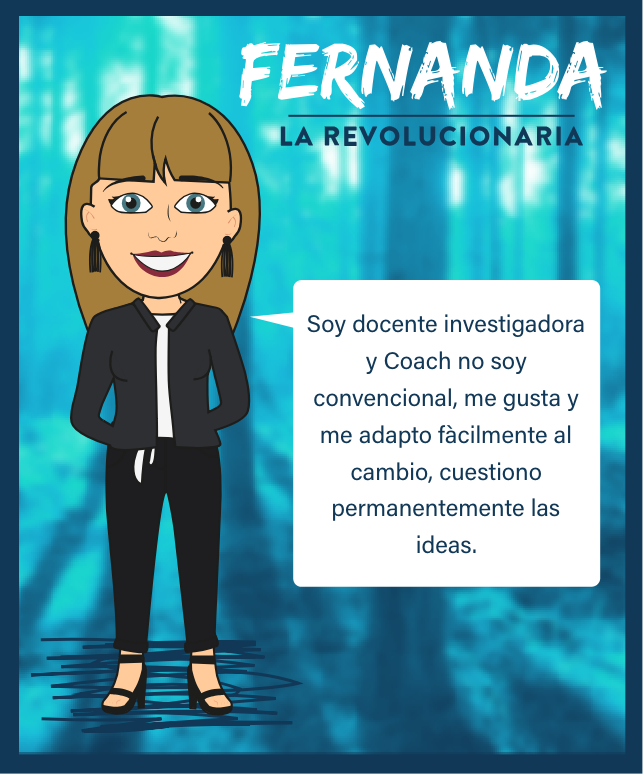 FERNANDA
LA REVOLUCIONARIA
Soy docente investigadora
y Coach no soy
convencional, me gusta y
me adapto fàcilmente al
cambio, cuestiono
permanentemente las
ideas.